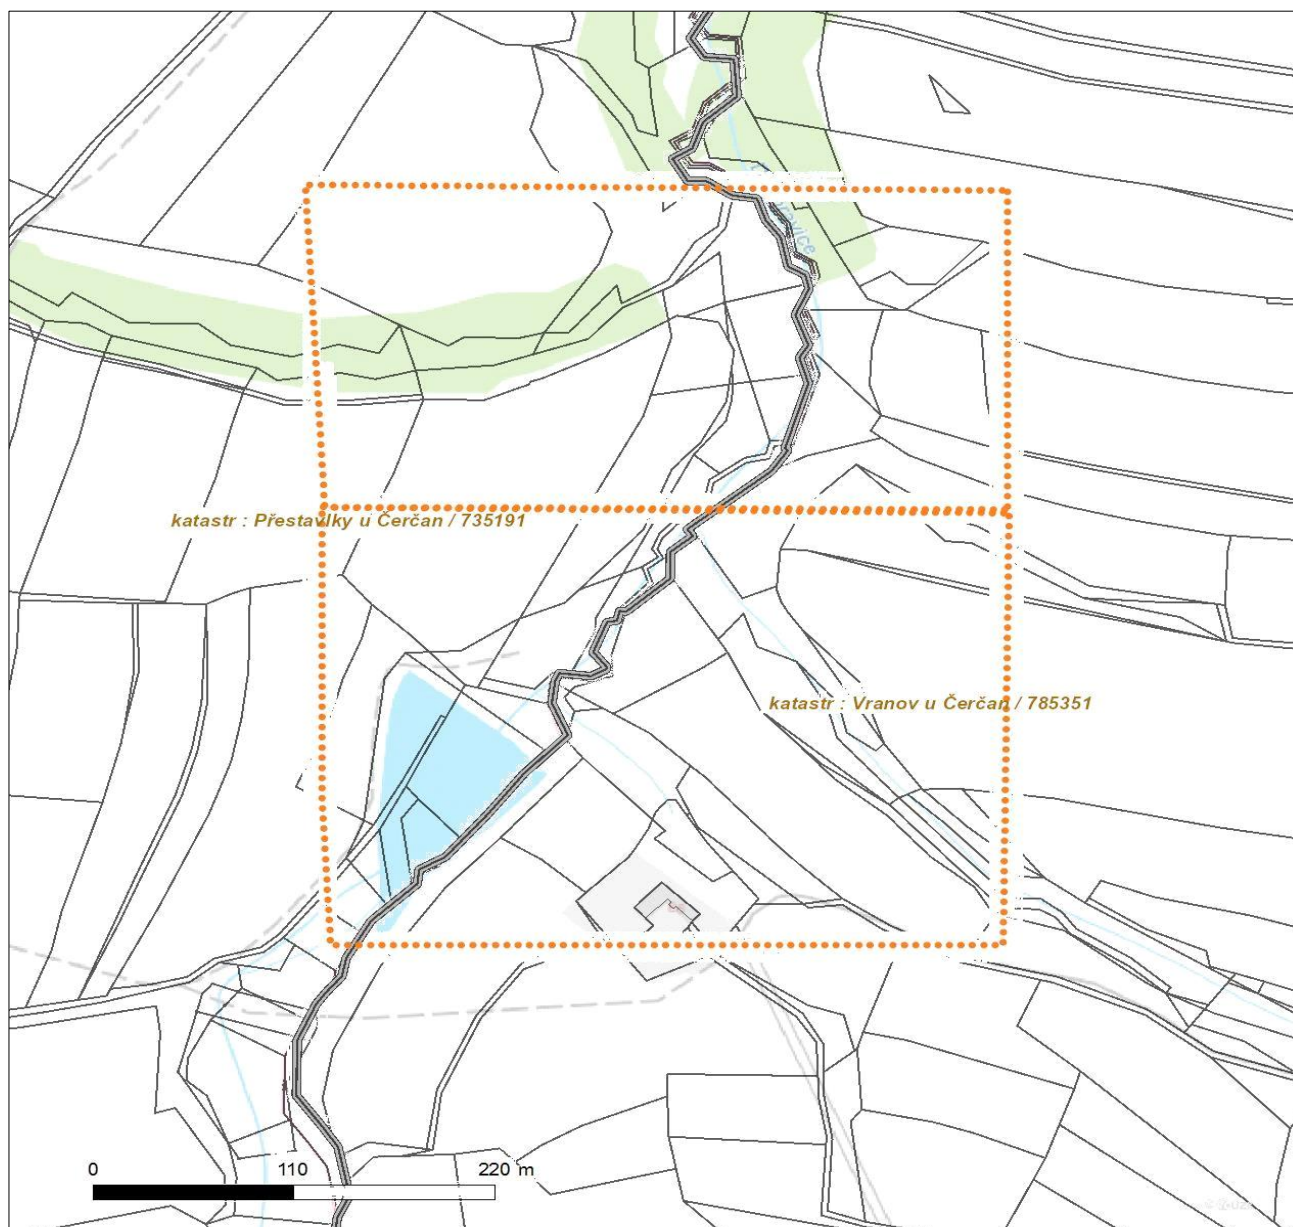 katastr : Přestavlky u Čerčan / 735191
katastr : Vranov u Čerčan / 785351
0 110 220 m